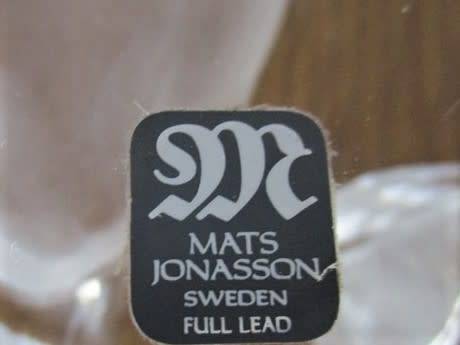 M
MATS
JONASSON
SWEDEN
FULL LEAD